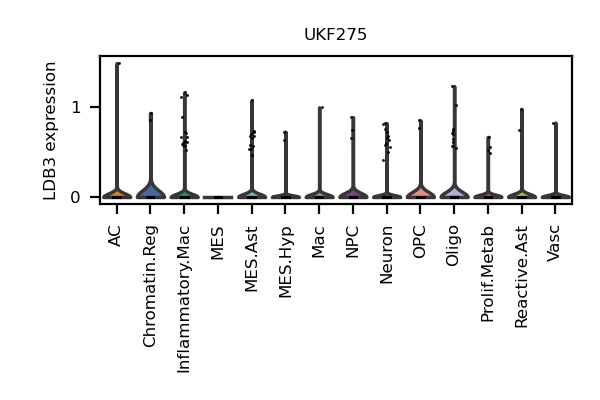 UKF275
LDB3 expression
1
0
AC
Chromatin.Reg
Inflammatory.Mac
MES
MES.Ast
MES.Hyp
Mac
NPC
Neuron
OPC
Oligo
Prolif.Metab
Reactive.Ast
Vasc